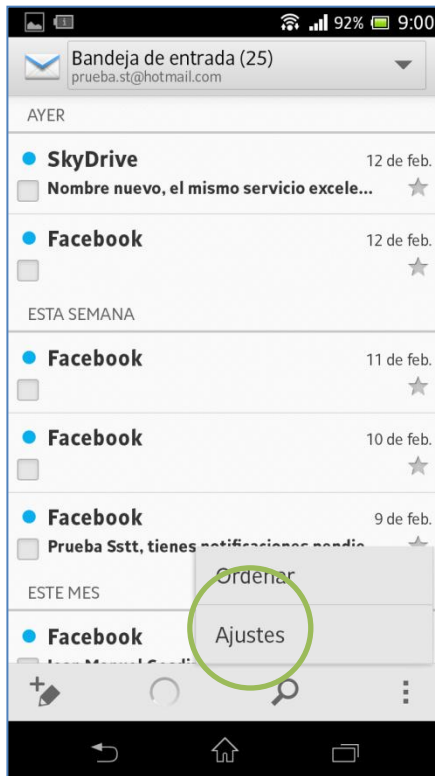 92% 9:00
Bandeja de entrada (25)
prueba.st@hotmail.com
AYER
SkyDrive 12 de feb.
Nombre nuevo, el mismo servicio excele...
Facebook 12 de feb.
ESTA SEMANA
Facebook 11 de feb.
Facebook 10 de feb.
Facebook 9 de feb.
Prueba Sstt, tienes notificaciones pendie
Ordenar
ESTE MES
Ajustes
Facebook